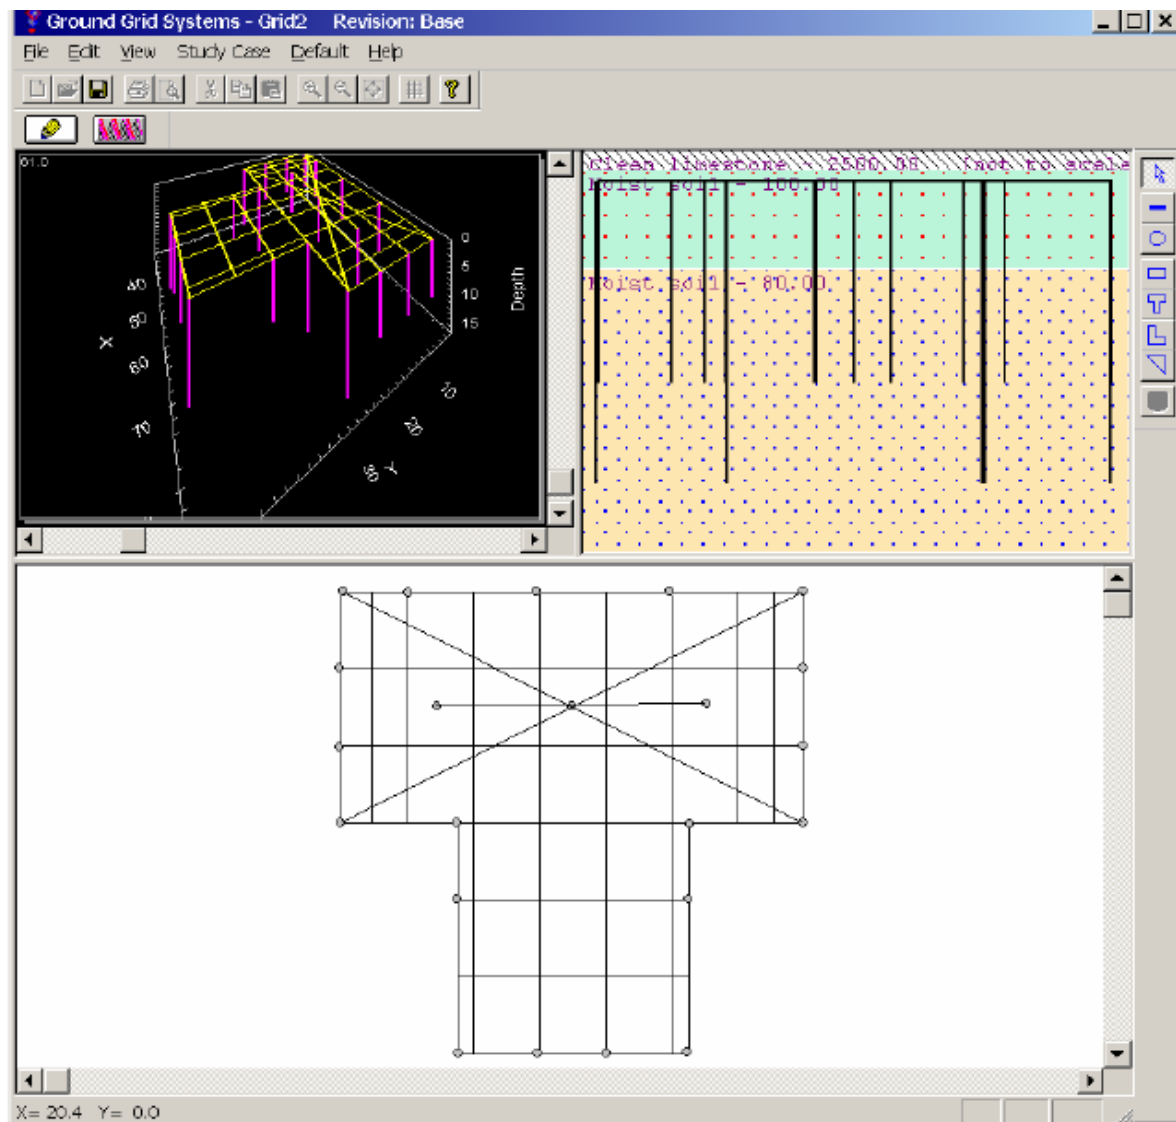 Ground Grid Systems - Grid2 Revision: Base
File Edit View Study Case Default Help
01.0
0
5
10
15
Depth
40
50
60
70
X
10
20
Y
Clean limestone - 2500.00 (not to scale
Moist soil - 100.00
Moist soil - 80.00
X= 20.4 Y= 0.0